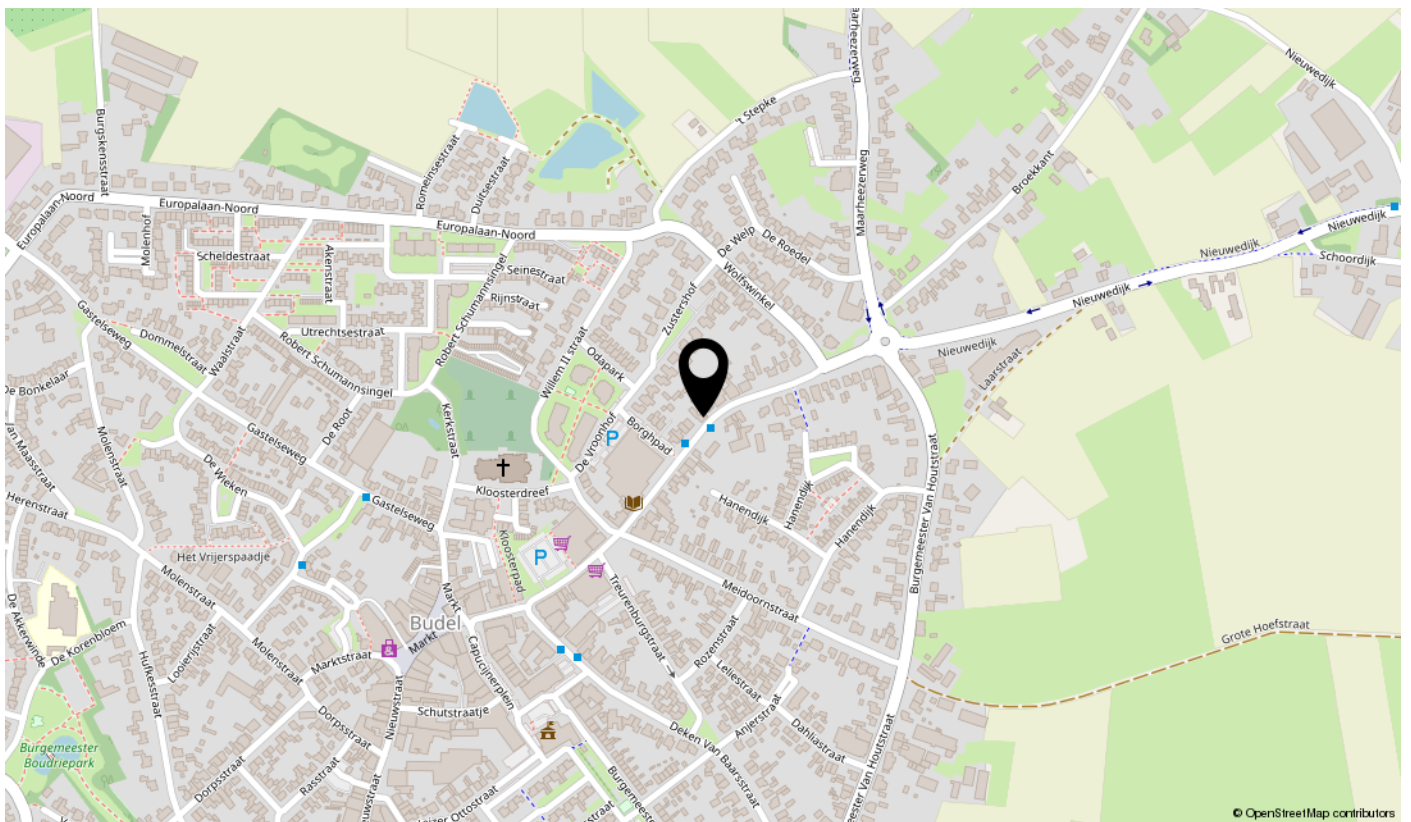 Maarheezerweg
Nieuwedijk
't Stepke
Burgskensstraat
Romeinsestraat
Duitsestraat
Broekkant
Maarheezerweg
Europalaan-Noord
Europalaan-Noord
Europalaan-Noord
Molenhof
Scheldestraat
Akenstraat
Seinestraat
Rijnstraat
Robert Schumannsingel
De Welp
De Roedel
Wolfswinkel
Zustershof
Nieuwedijk
Nieuwedijk
Schoordijk
Nieuwedijk
Nieuwedijk
Laarstraat
Gastelseweg
Dommelstraat
Waalstraat
Utrechtsestraat
Robert Schumannsingel
Willem II straat
Odapark
De Bonkelaar
Jan Maasstraat
Molenstraat
De Root
Kerkstraat
De Vroonhof
P
Borghpad
Gastelseweg
De Wieken
Gastelseweg
Kloosterdreef
Kloosterpad
P
Hanendijk
Hanendijk
Hanendijk
Burgemeester Van Houtstraat
Herenstraat
Het Vrijerspaadje
Molenstraat
De Akkerwinde
De Korenbloem
Hufkesstraat
Looierijstraat
Molenstraat
Marktstraat
Budel
Markt
Markt
Capucijnerplein
Treurenburgstraat
Meidoornstraat
Rozenstraat
Leliestraat
Anjerstraat
Dahliastraat
Grote Hoefstraat
Schutstraatje
Nieuwstraat
Dorpsstraat
Dorpsstraat
Rasstraat
Deken Van Baarsstraat
Burgemeester
Boudriepark
© OpenStreetMap contributors